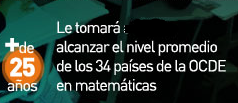 +de
25
años
Le tomará
alcanzar el nivel promedio
de los 34 países de la OCDE
en matemáticas